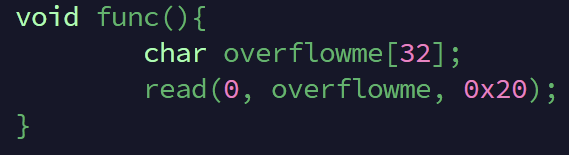 void func(){
        char overflowme[32];
        read(0, overflowme, 0x20);
}